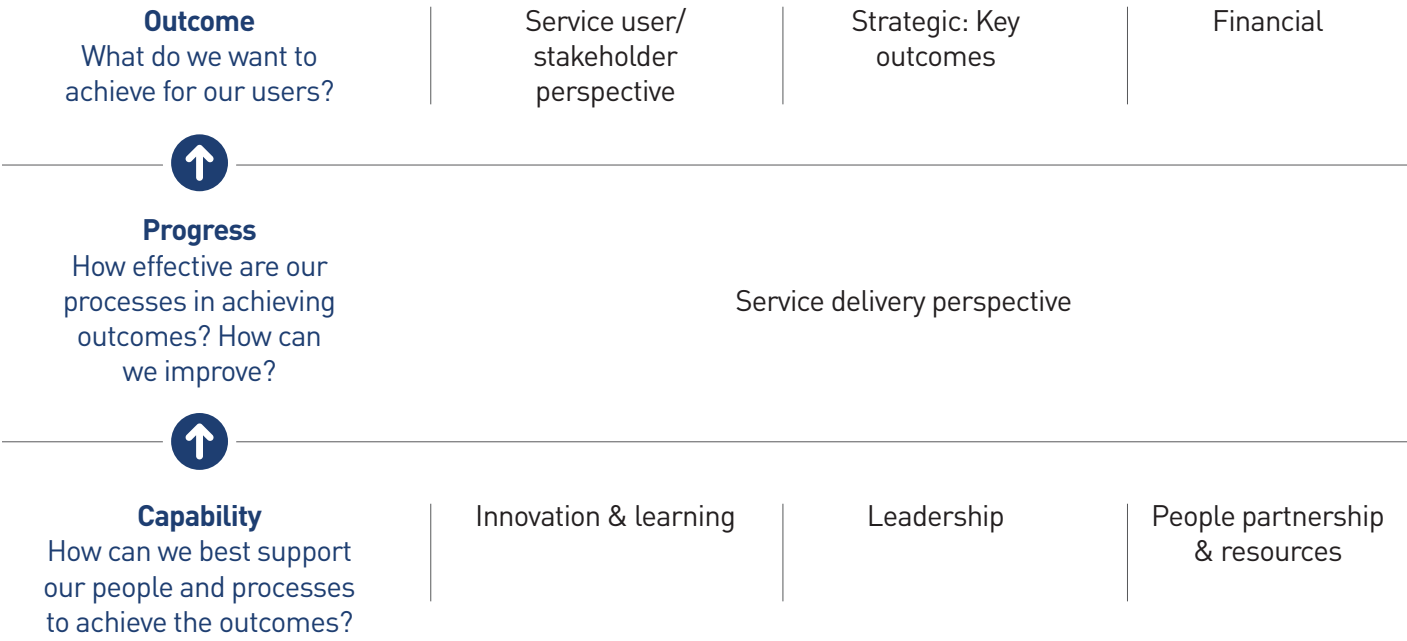 Outcome
What do we want to
achieve for our users?
Service user/
stakeholder
perspective
Strategic: Key
outcomes
Financial
Progress
How effective are our
processes in achieving
outcomes? How can
we improve?
Service delivery perspective
Capability
How can we best support
our people and processes
to achieve the outcomes?
Innovation & learning
Leadership
People partnership
& resources